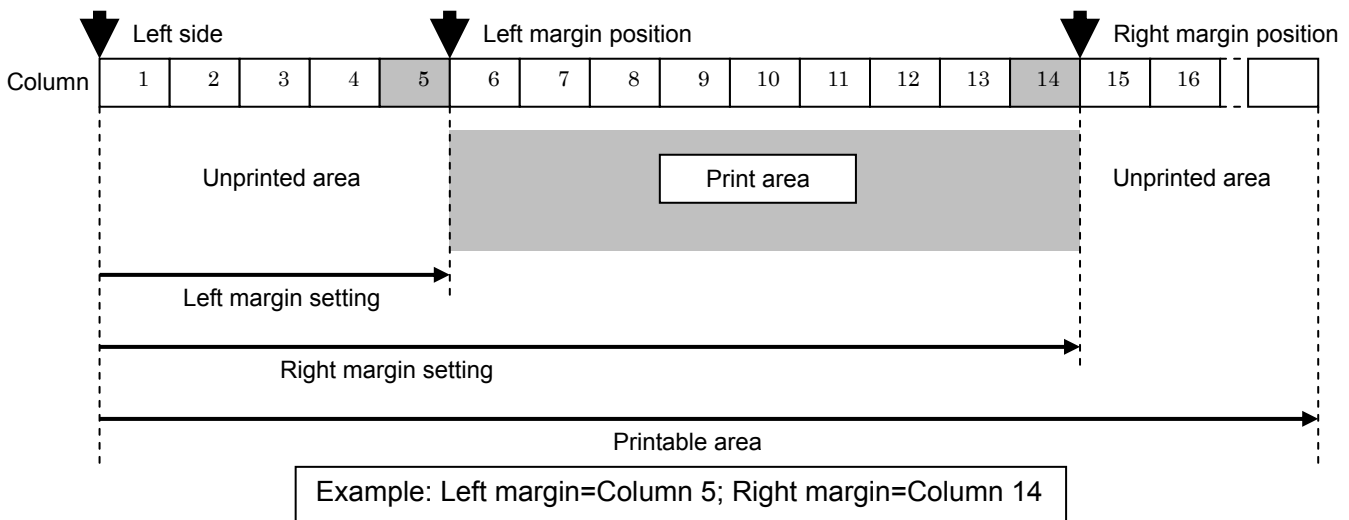 Left side Left margin position Right margin position
Column 1 2 3 4 5 6 7 8 9 10 11 12 13 14 15 16
Unprinted area Print area Unprinted area
Left margin setting
Right margin setting
Printable area
Example: Left margin=Column 5; Right margin=Column 14